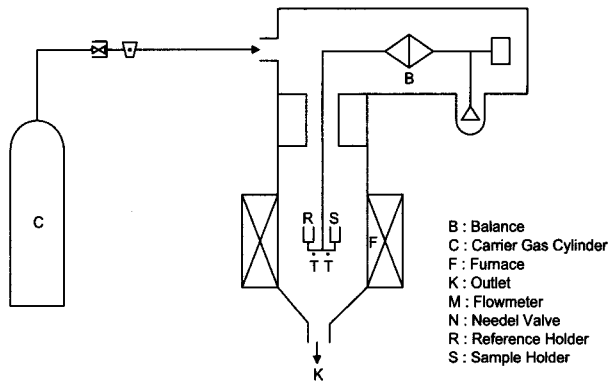 B
C
R S
F
T T
K
B : Balance
C : Carrier Gas Cylinder
F : Furnace
K : Outlet
M : Flowmeter
N : Needel Valve
R : Reference Holder
S : Sample Holder